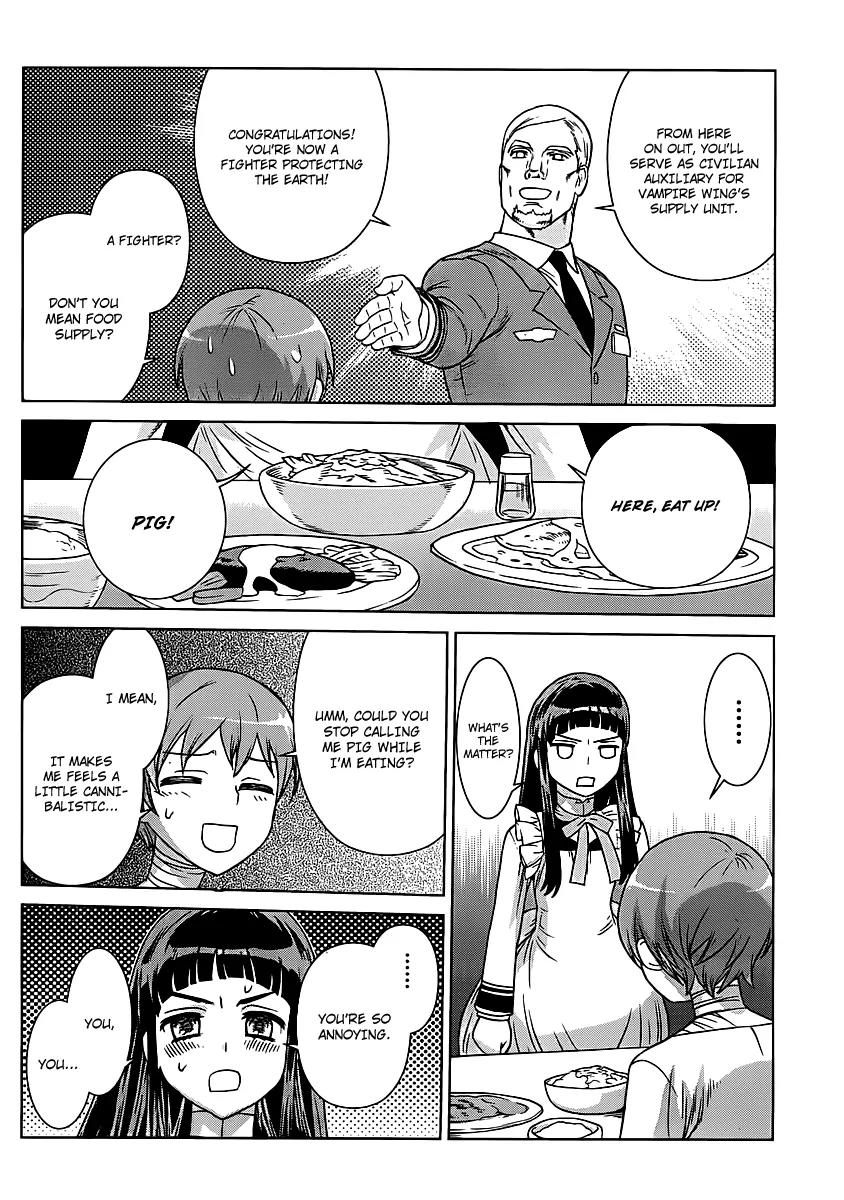 FROM HERE
ON OUT, YOU'LL
SERVE AS CIVILIAN
AUXILIARY FOR
VAMPIRE WING'S
SUPPLY UNIT.
CONGRATULATIONS!
YOU'RE NOW A
FIGHTER PROTECTING
THE EARTH!
A FIGHTER?
DON'T YOU
MEAN FOOD
SUPPLY?
HERE, EAT UP!
PIG!
......
WHAT'S
THE
MATTER?
UMM, COULD YOU
STOP CALLING
ME PIG WHILE
I'M EATING?
I MEAN,
IT MAKES
ME FEELS A
LITTLE CANNI-
BALISTIC...
......
YOU'RE SO
ANNOYING.
YOU,
YOU...